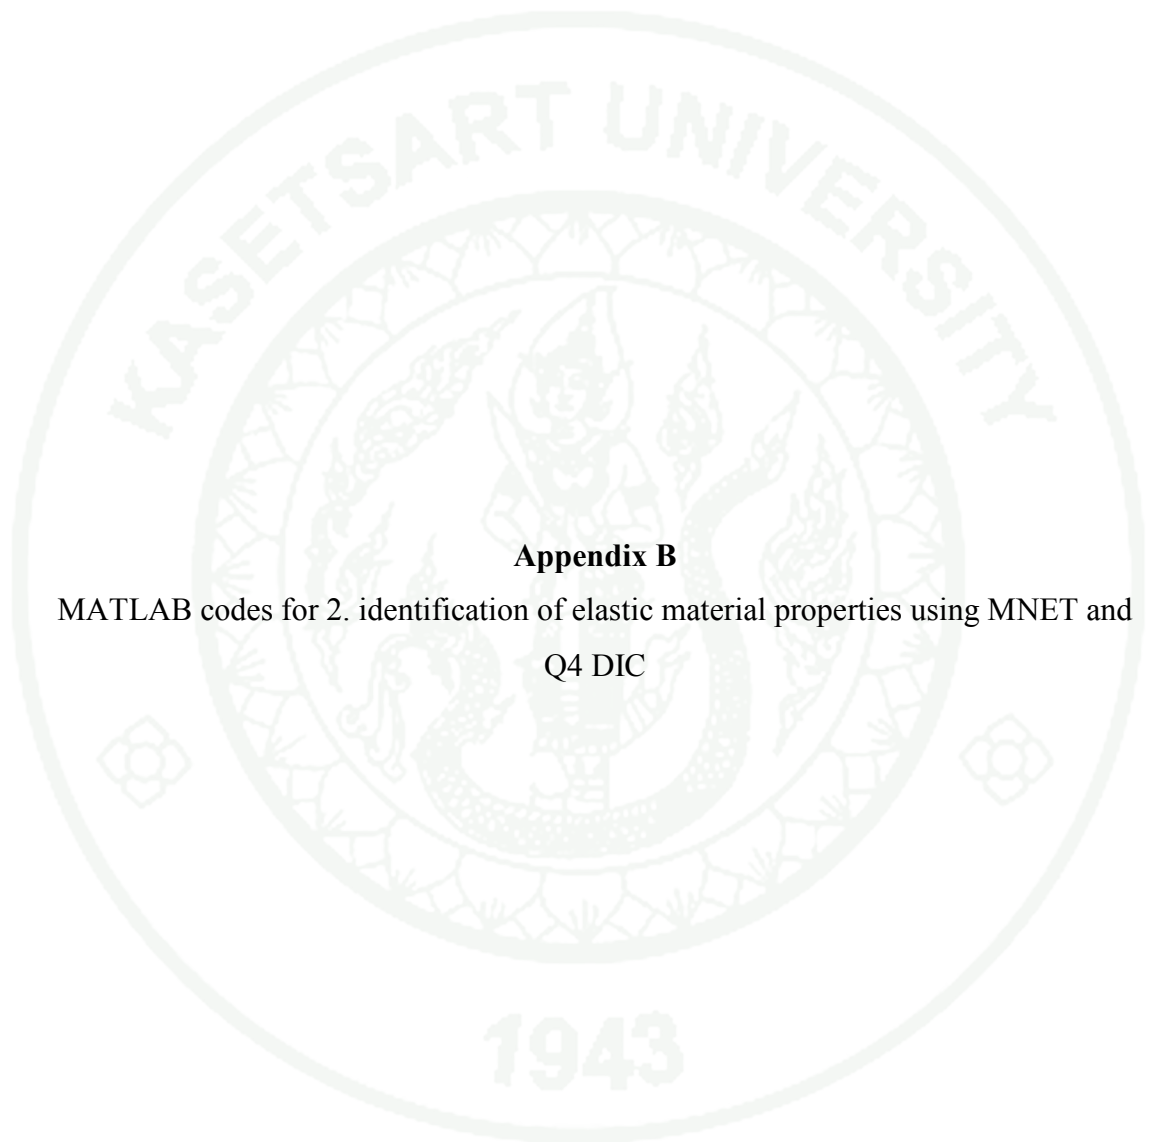 KASETSART UNIVERSITY
Appendix B
MATLAB codes for 2. identification of elastic material properties using MNET and
Q4 DIC
1943